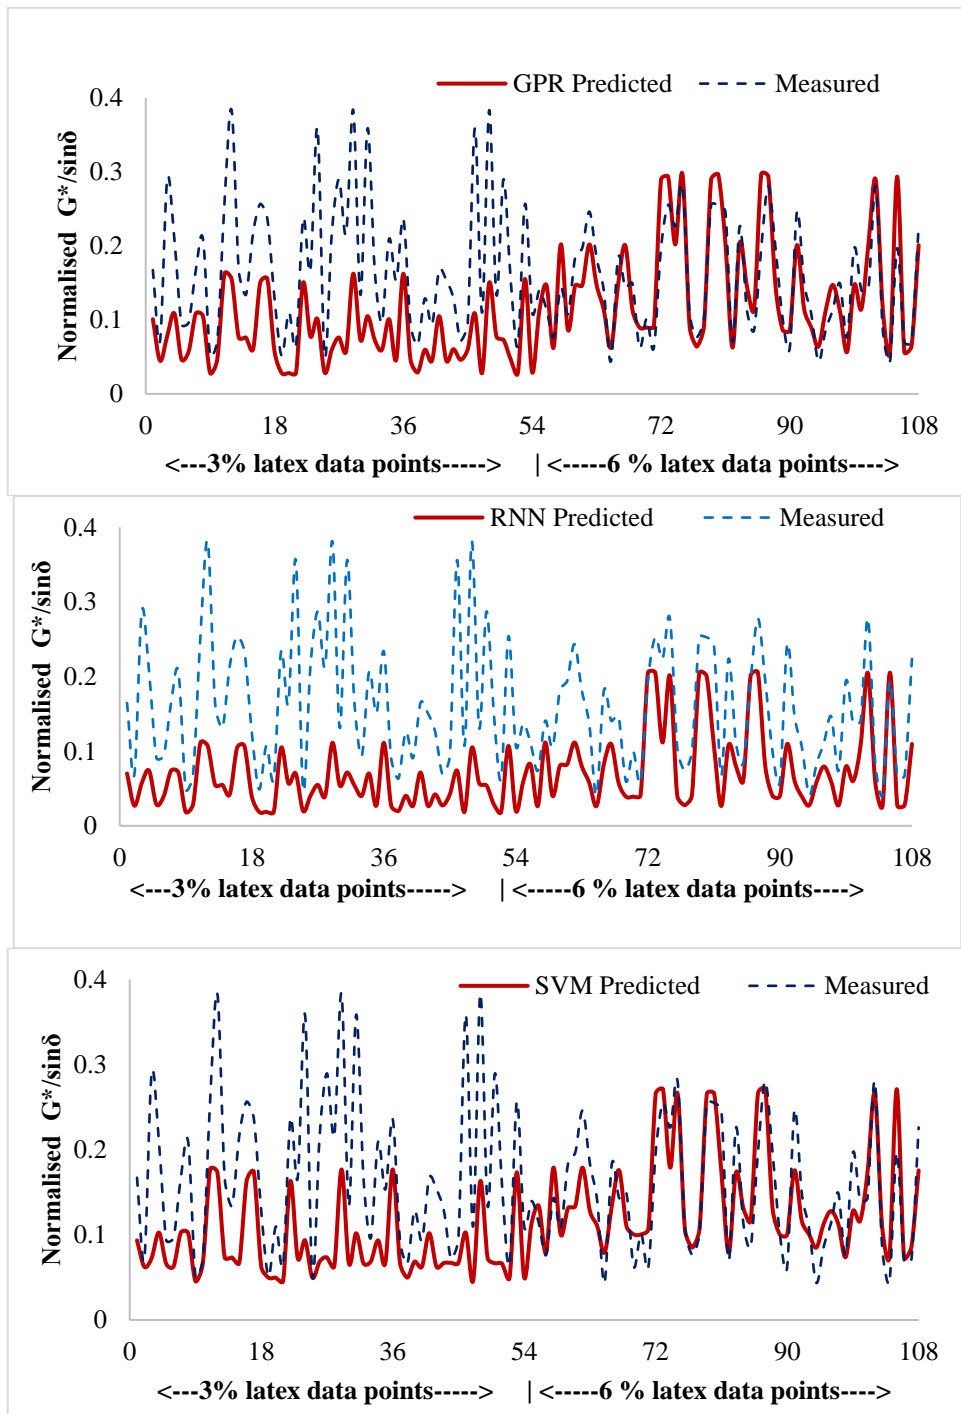 GPR Predicted Measured
Normalised G*/sinδ
0.4
0.3
0.2
0.1
0
0 18 36 54 72 90 108
<---3% latex data points-----> |<-----6 % latex data points---->
RNN Predicted Measured
Normalised G*/sinδ
0.4
0.3
0.2
0.1
0
0 18 36 54 72 90 108
<---3% latex data points-----> |<-----6 % latex data points---->
SVM Predicted Measured
Normalised G*/sinδ
0.4
0.3
0.2
0.1
0
0 18 36 54 72 90 108
<---3% latex data points-----> |<-----6 % latex data points---->